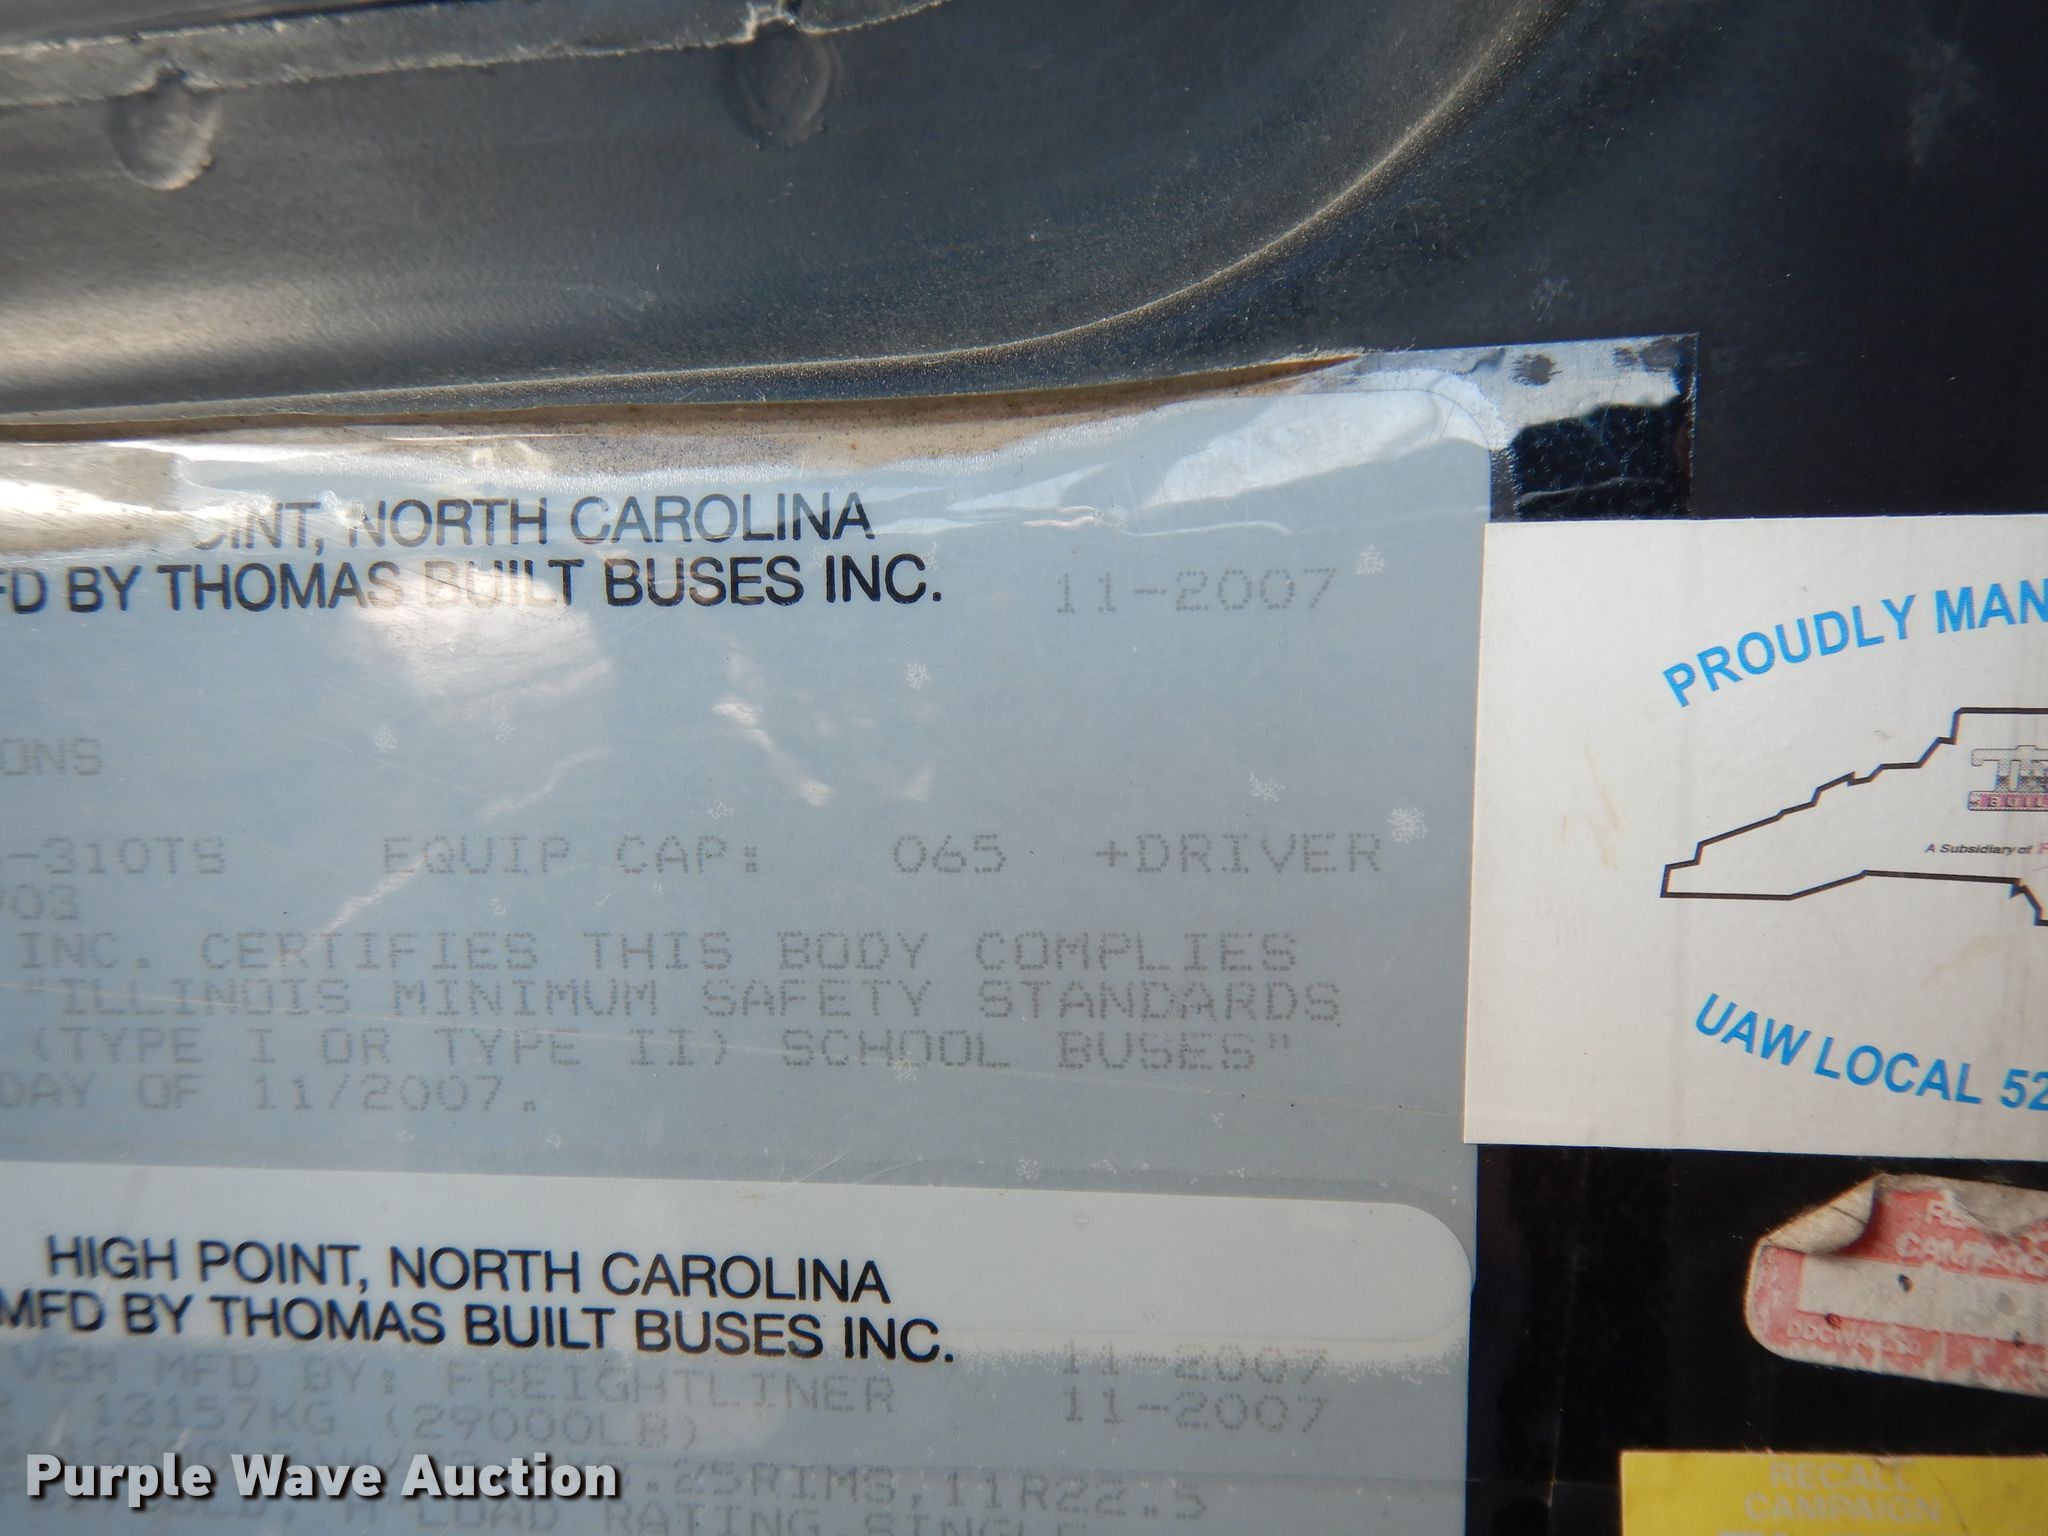 POINT, NORTH CAROLINA
FD BY THOMAS BUILT BUSES INC. 11-2007
ONS
-310TS EQUIP CAP: 065 +DRIVER
903
INC. CERTIFIES THIS BODY COMPLIES
"ILLINOIS MINIMUM SAFETY STANDARDS
(TYPE I OR TYPE II) SCHOOL BUSES"
DAY OF 11/2007.
HIGH POINT, NORTH CAROLINA
MFD BY THOMAS BUILT BUSES INC.
VEH MFD BY: FREIGHTLINER 11-2007
/13157KG (29000LB) 11-2007
.25RIMS,11R22.5
LOAD RATING SINGLE
PROUDLY MAN
BUIL
A Subsidiary of F
UAW LOCAL 52
RECALL
CAMPAIGN
Purple Wave Auction